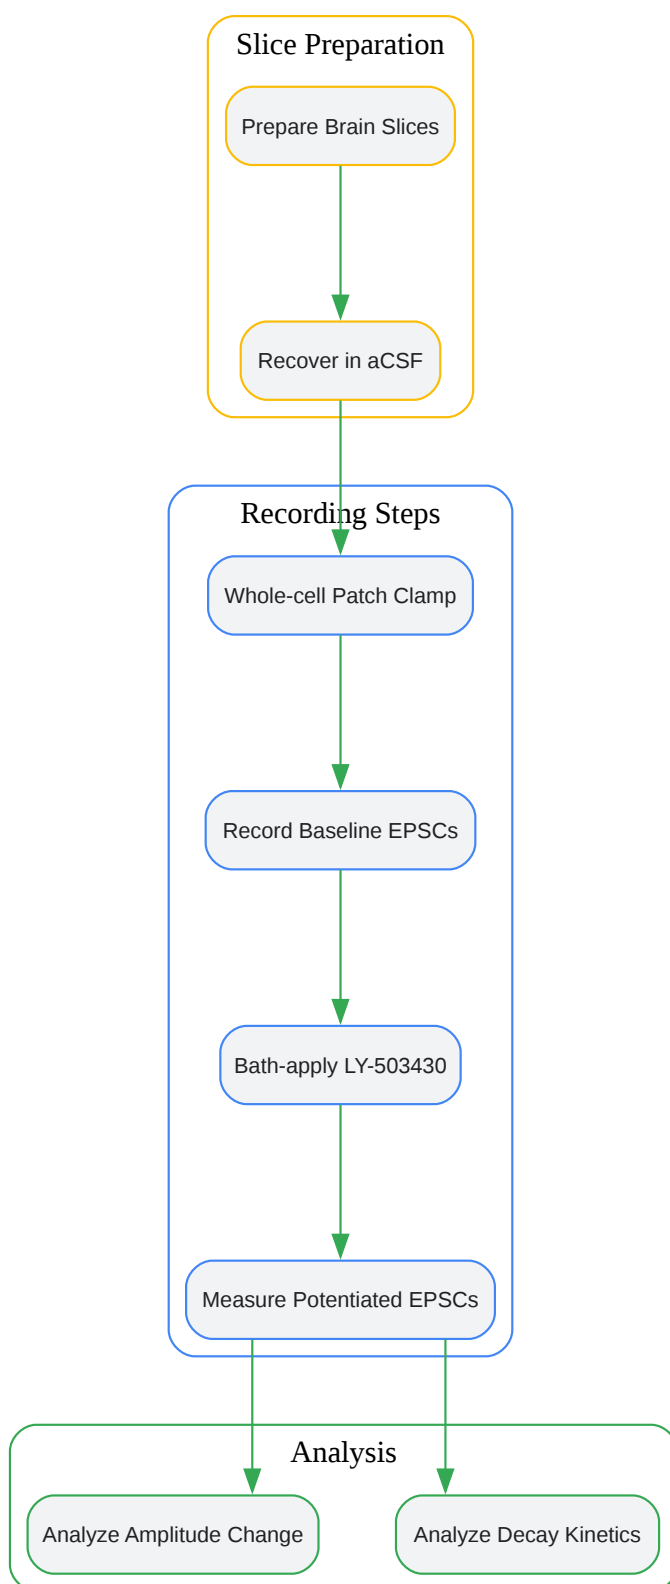 Slice Preparation
Prepare Brain Slices
Recover in aCSF
Recording Steps
Whole-cell Patch Clamp
Record Baseline EPSCs
Bath-apply LY-503430
Measure Potentiated EPSCs
Analysis
Analyze Amplitude Change
Analyze Decay Kinetics